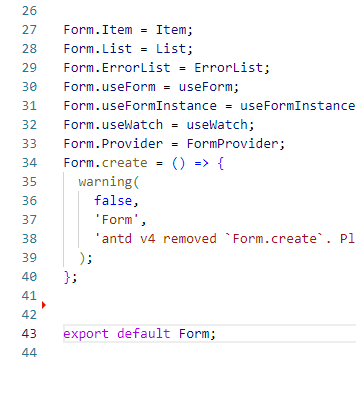 26
27 Form.Item = Item;
28 Form.List = List;
29 Form.ErrorList = ErrorList;
30 Form.useForm = useForm;
31 Form.useFormInstance = useFormInstance
32 Form.useWatch = useWatch;
33 Form.Provider = FormProvider;
34 Form.create = () => {
35 warning(
36 false,
37 'Form',
38 'antd v4 removed `Form.create`. Pl
39 );
40 };
41
42
43 export default Form;
44